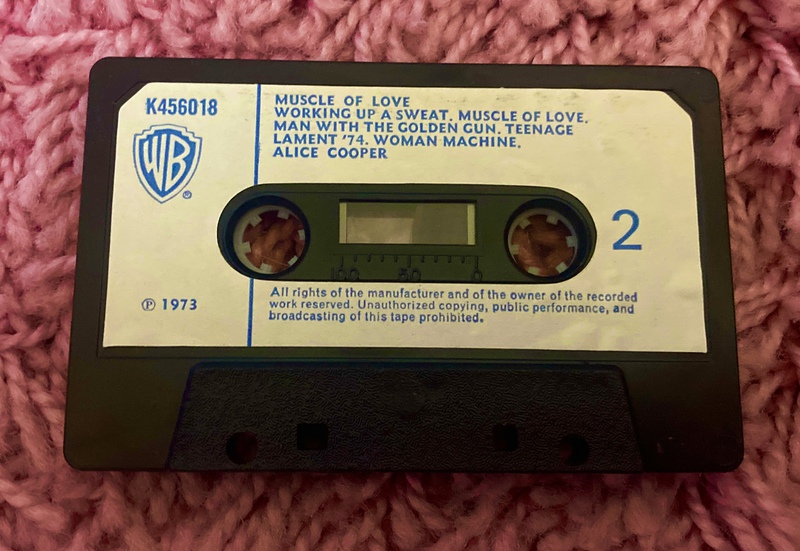 K456018
WB
®
℗ 1973
MUSCLE OF LOVE
WORKING UP A SWEAT. MUSCLE OF LOVE.
MAN WITH THE GOLDEN GUN. TEENAGE
LAMENT '74. WOMAN MACHINE.
ALICE COOPER
2
100 50 0
All rights of the manufacturer and of the owner of the recorded
work reserved. Unauthorized copying, public performance, and
broadcasting of this tape prohibited.